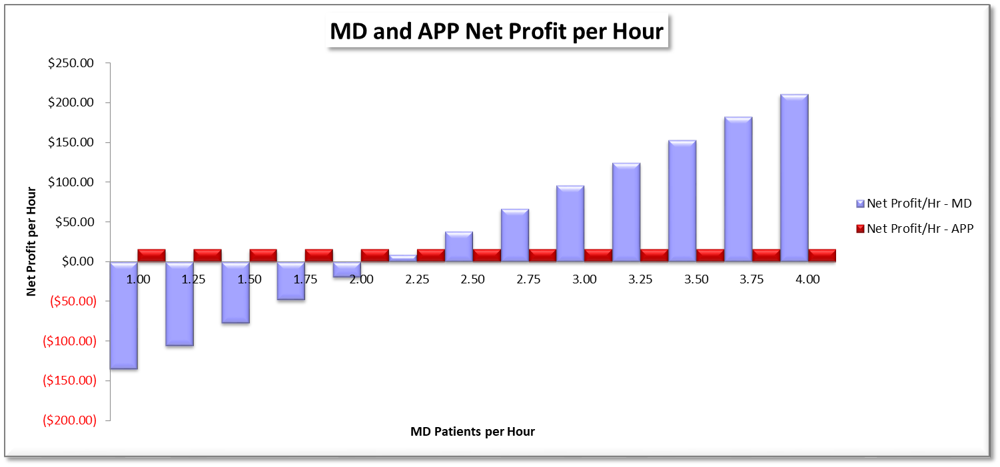 MD and APP Net Profit per Hour
$250.00
$200.00
$150.00
$100.00
$50.00
$0.00
($50.00)
($100.00)
($150.00)
($200.00)
Net Profit per Hour
1.00 1.25 1.50 1.75 2.00 2.25 2.50 2.75 3.00 3.25 3.50 3.75 4.00
MD Patients per Hour
Net Profit/Hr - MD
Net Profit/Hr - APP